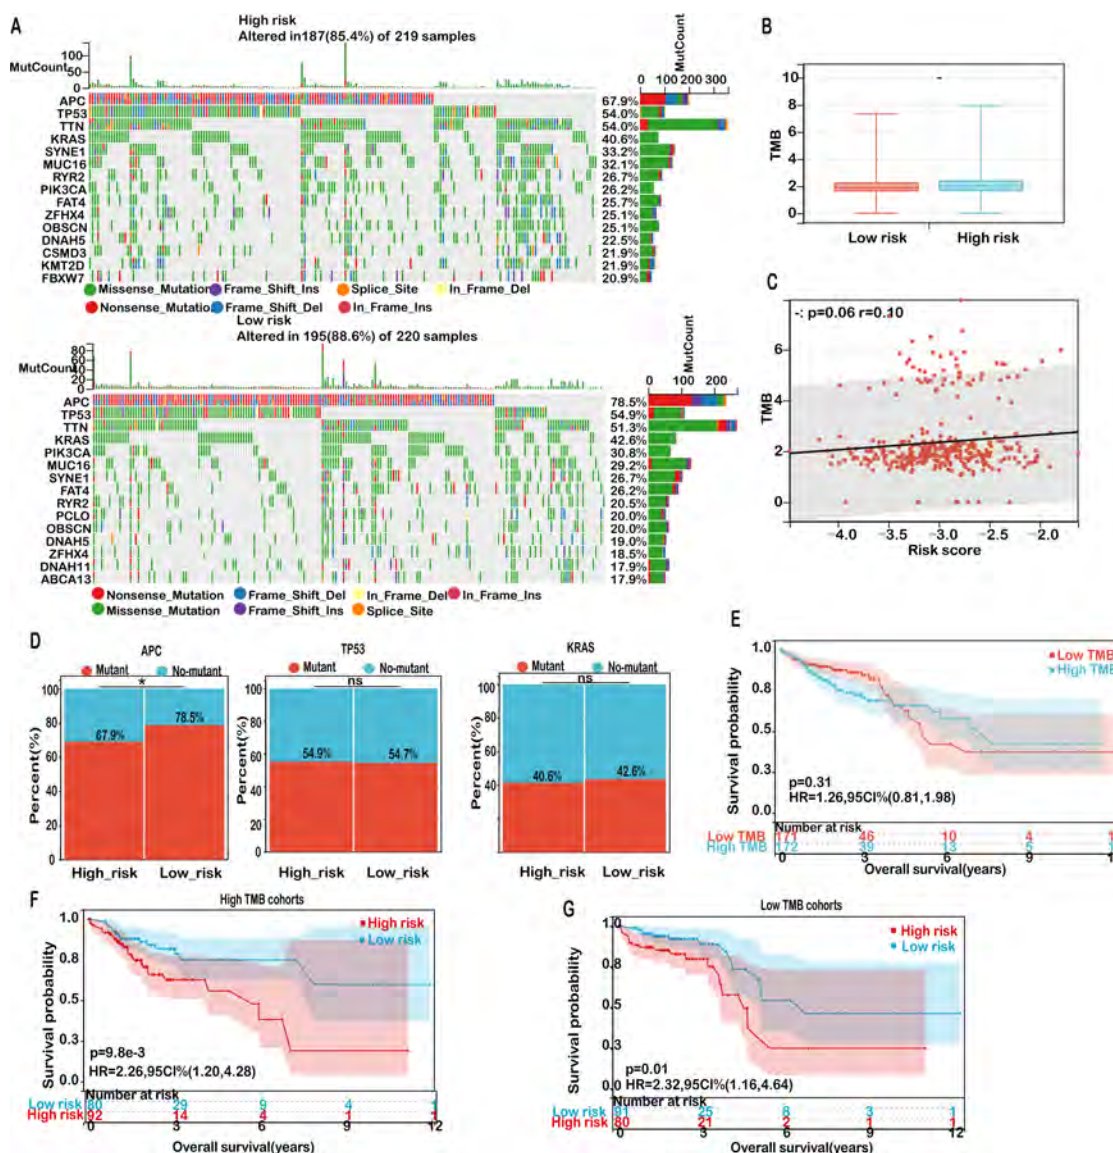 A
High risk
Altered in187(85.4%) of 219 samples
MutCount
100
50
0
MutCount
0 100 200 300
APC 67.9%
TP53 54.0%
TTN 54.0%
KRAS 40.6%
SYNE1 33.2%
MUC16 32.1%
RYR2 26.7%
PIK3CA 26.2%
FAT4 25.7%
ZFHX4 25.1%
OBSCN 25.1%
DNAH5 22.5%
CSMD3 21.9%
KMT2D 21.9%
FBXW7 20.9%
Missense_Mutation Frame_Shift_Ins Splice_Site In_Frame_Del
Nonsense_Mutation Frame_Shift_Del In_Frame_Ins
Low risk
Altered in 195(88.6%) of 220 samples
MutCount
80
60
40
20
0
MutCount
0 100 200
APC 78.5%
TP53 54.9%
TTN 51.3%
KRAS 42.6%
PIK3CA 30.8%
MUC16 29.2%
SYNE1 26.7%
FAT4 26.2%
RYR2 20.5%
PCLO 20.0%
OBSCN 20.0%
DNAH5 19.0%
ZFHX4 18.5%
DNAH11 17.9%
ABCA13 17.9%
Nonsense_Mutation Frame_Shift_Del In_Frame_Del In_Frame_Ins
Missense_Mutation Frame_Shift_Ins Splice_Site
B
TMB
10
8
6
4
2
0
Low risk High risk
C
-: p=0.06 r=0.10
TMB
8
6
4
2
0
-4.0 -3.5 -3.0 -2.5 -2.0
Risk score
D
APC
Mutant No-mutant
*
Percent(%)
100
80
60
40
20
0
67.9% 78.5%
High_risk Low_risk
TP53
Mutant No-mutant
ns
Percent(%)
100
80
60
40
20
0
54.9% 54.7%
High_risk Low_risk
KRAS
Mutant No-mutant
ns
Percent(%)
100
80
60
40
40.6% 42.6%
High_risk Low_risk
E
Low TMB
High TMB
Survival probability
1.0
0.8
0.5
0.3
0.0
p=0.31
HR=1.26,95CI%(0.81,1.98)
Number at risk
Low TMB 171 46 10 4 1
High TMB 172 39 13 5 1
0 3 6 9 12
Overall survival(years)
F
High TMB cohorts
High risk
Low risk
Survival probability
1.0
0.8
0.5
0.3
0.0
p=9.8e-3
HR=2.26,95CI%(1.20,4.28)
Number at risk
Low risk 80 29 9 4 1
High risk 92 14 4 1 1
0 3 6 9 12
Overall survival(years)
G
Low TMB cohorts
High risk
Low risk
Survival probability
1.0
0.8
0.5
0.3
0.0
p=0.01
HR=2.32,95CI%(1.16,4.64)
Number at risk
Low risk 91 25 8 3 1
High risk 80 21 2 1 1
0 3 6 9 12
Overall survival(years)